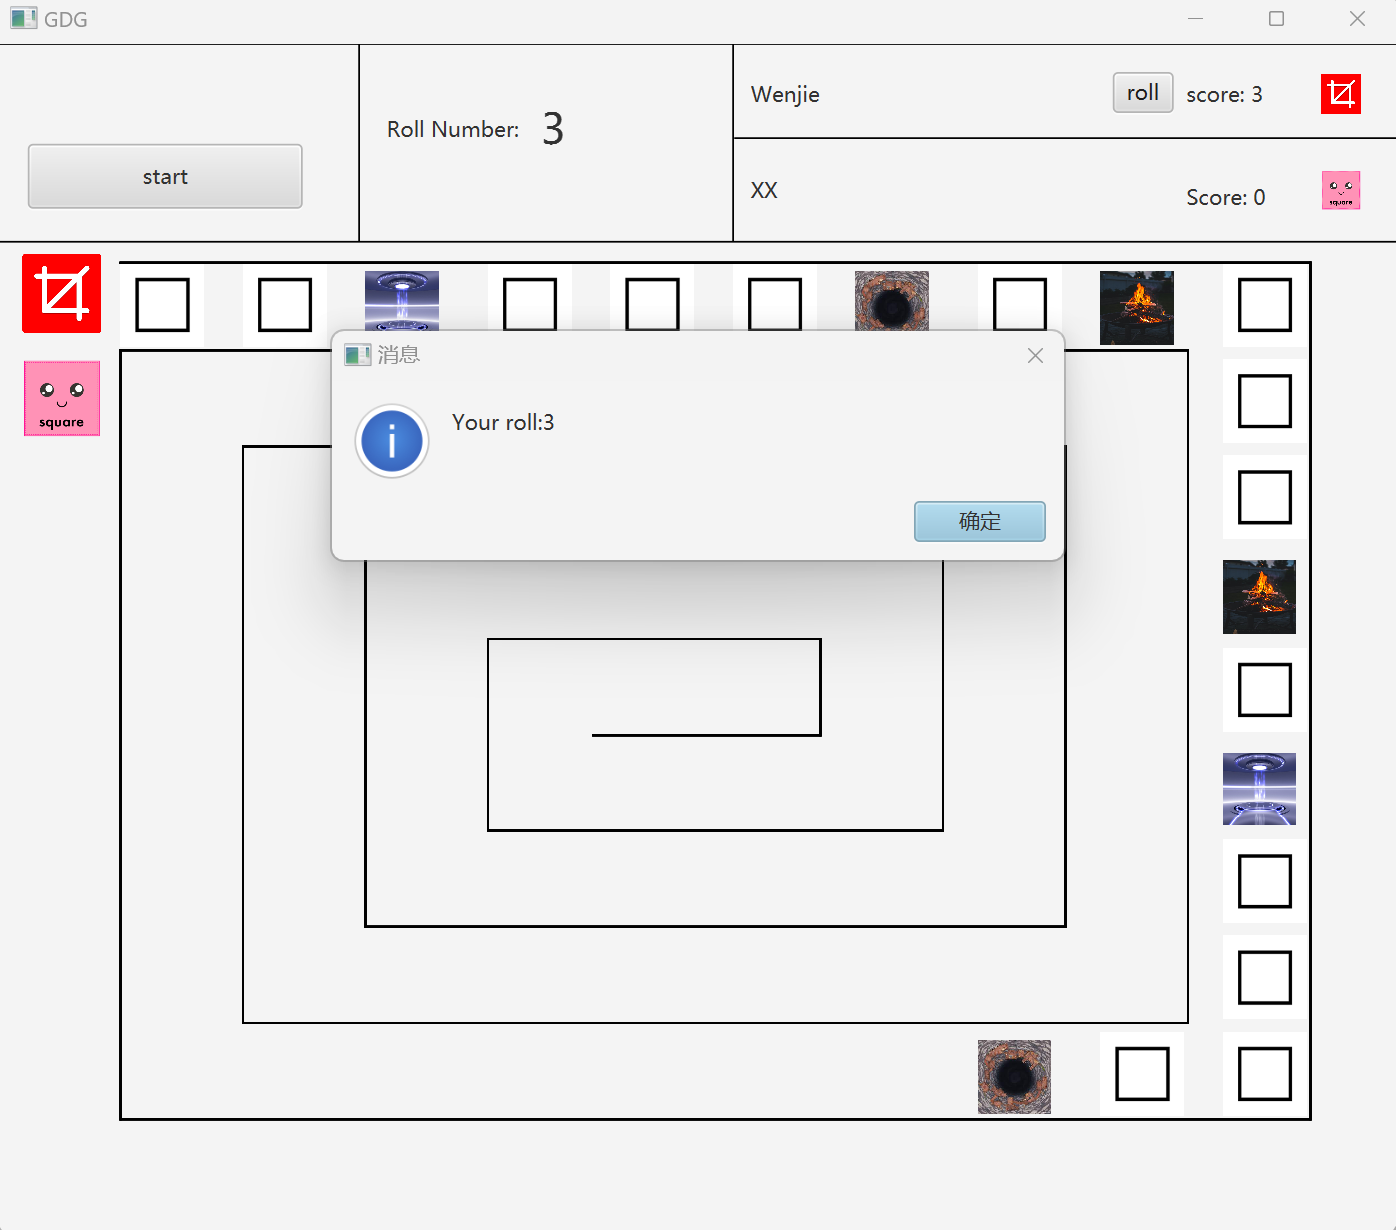 GDG
start
Roll Number: 3
Wenjie
roll
score: 3
XX
Score: 0
square
square
消息
Your roll:3
确定